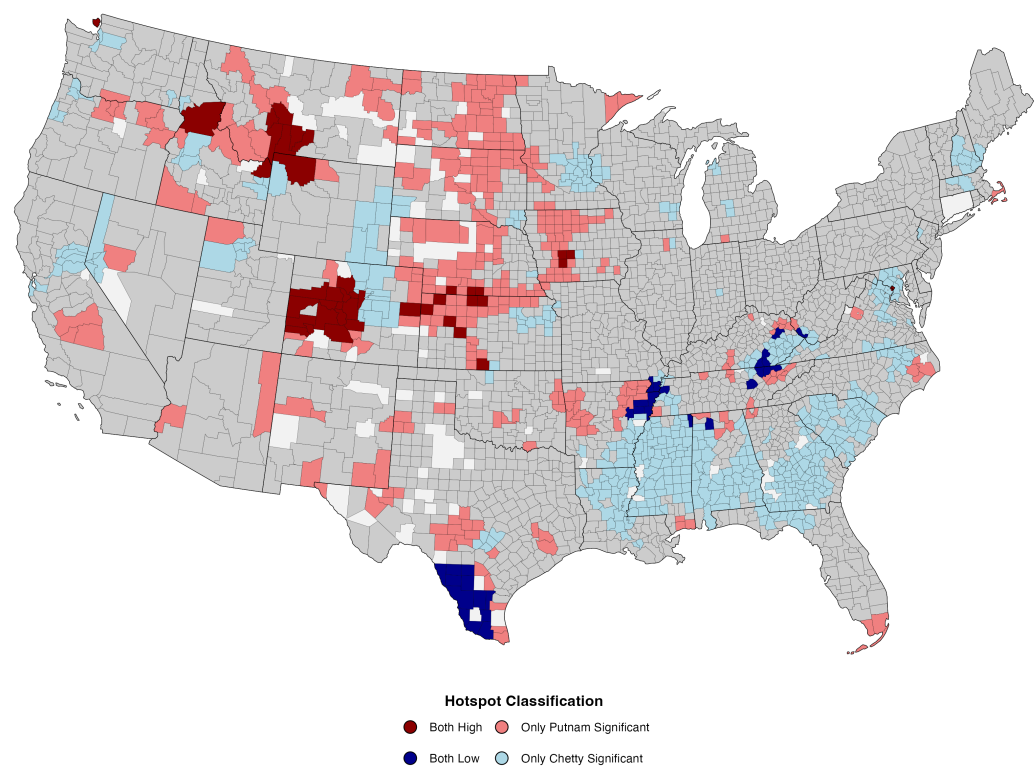 Hotspot Classification
Both High Only Putnam Significant
Both Low Only Chetty Significant